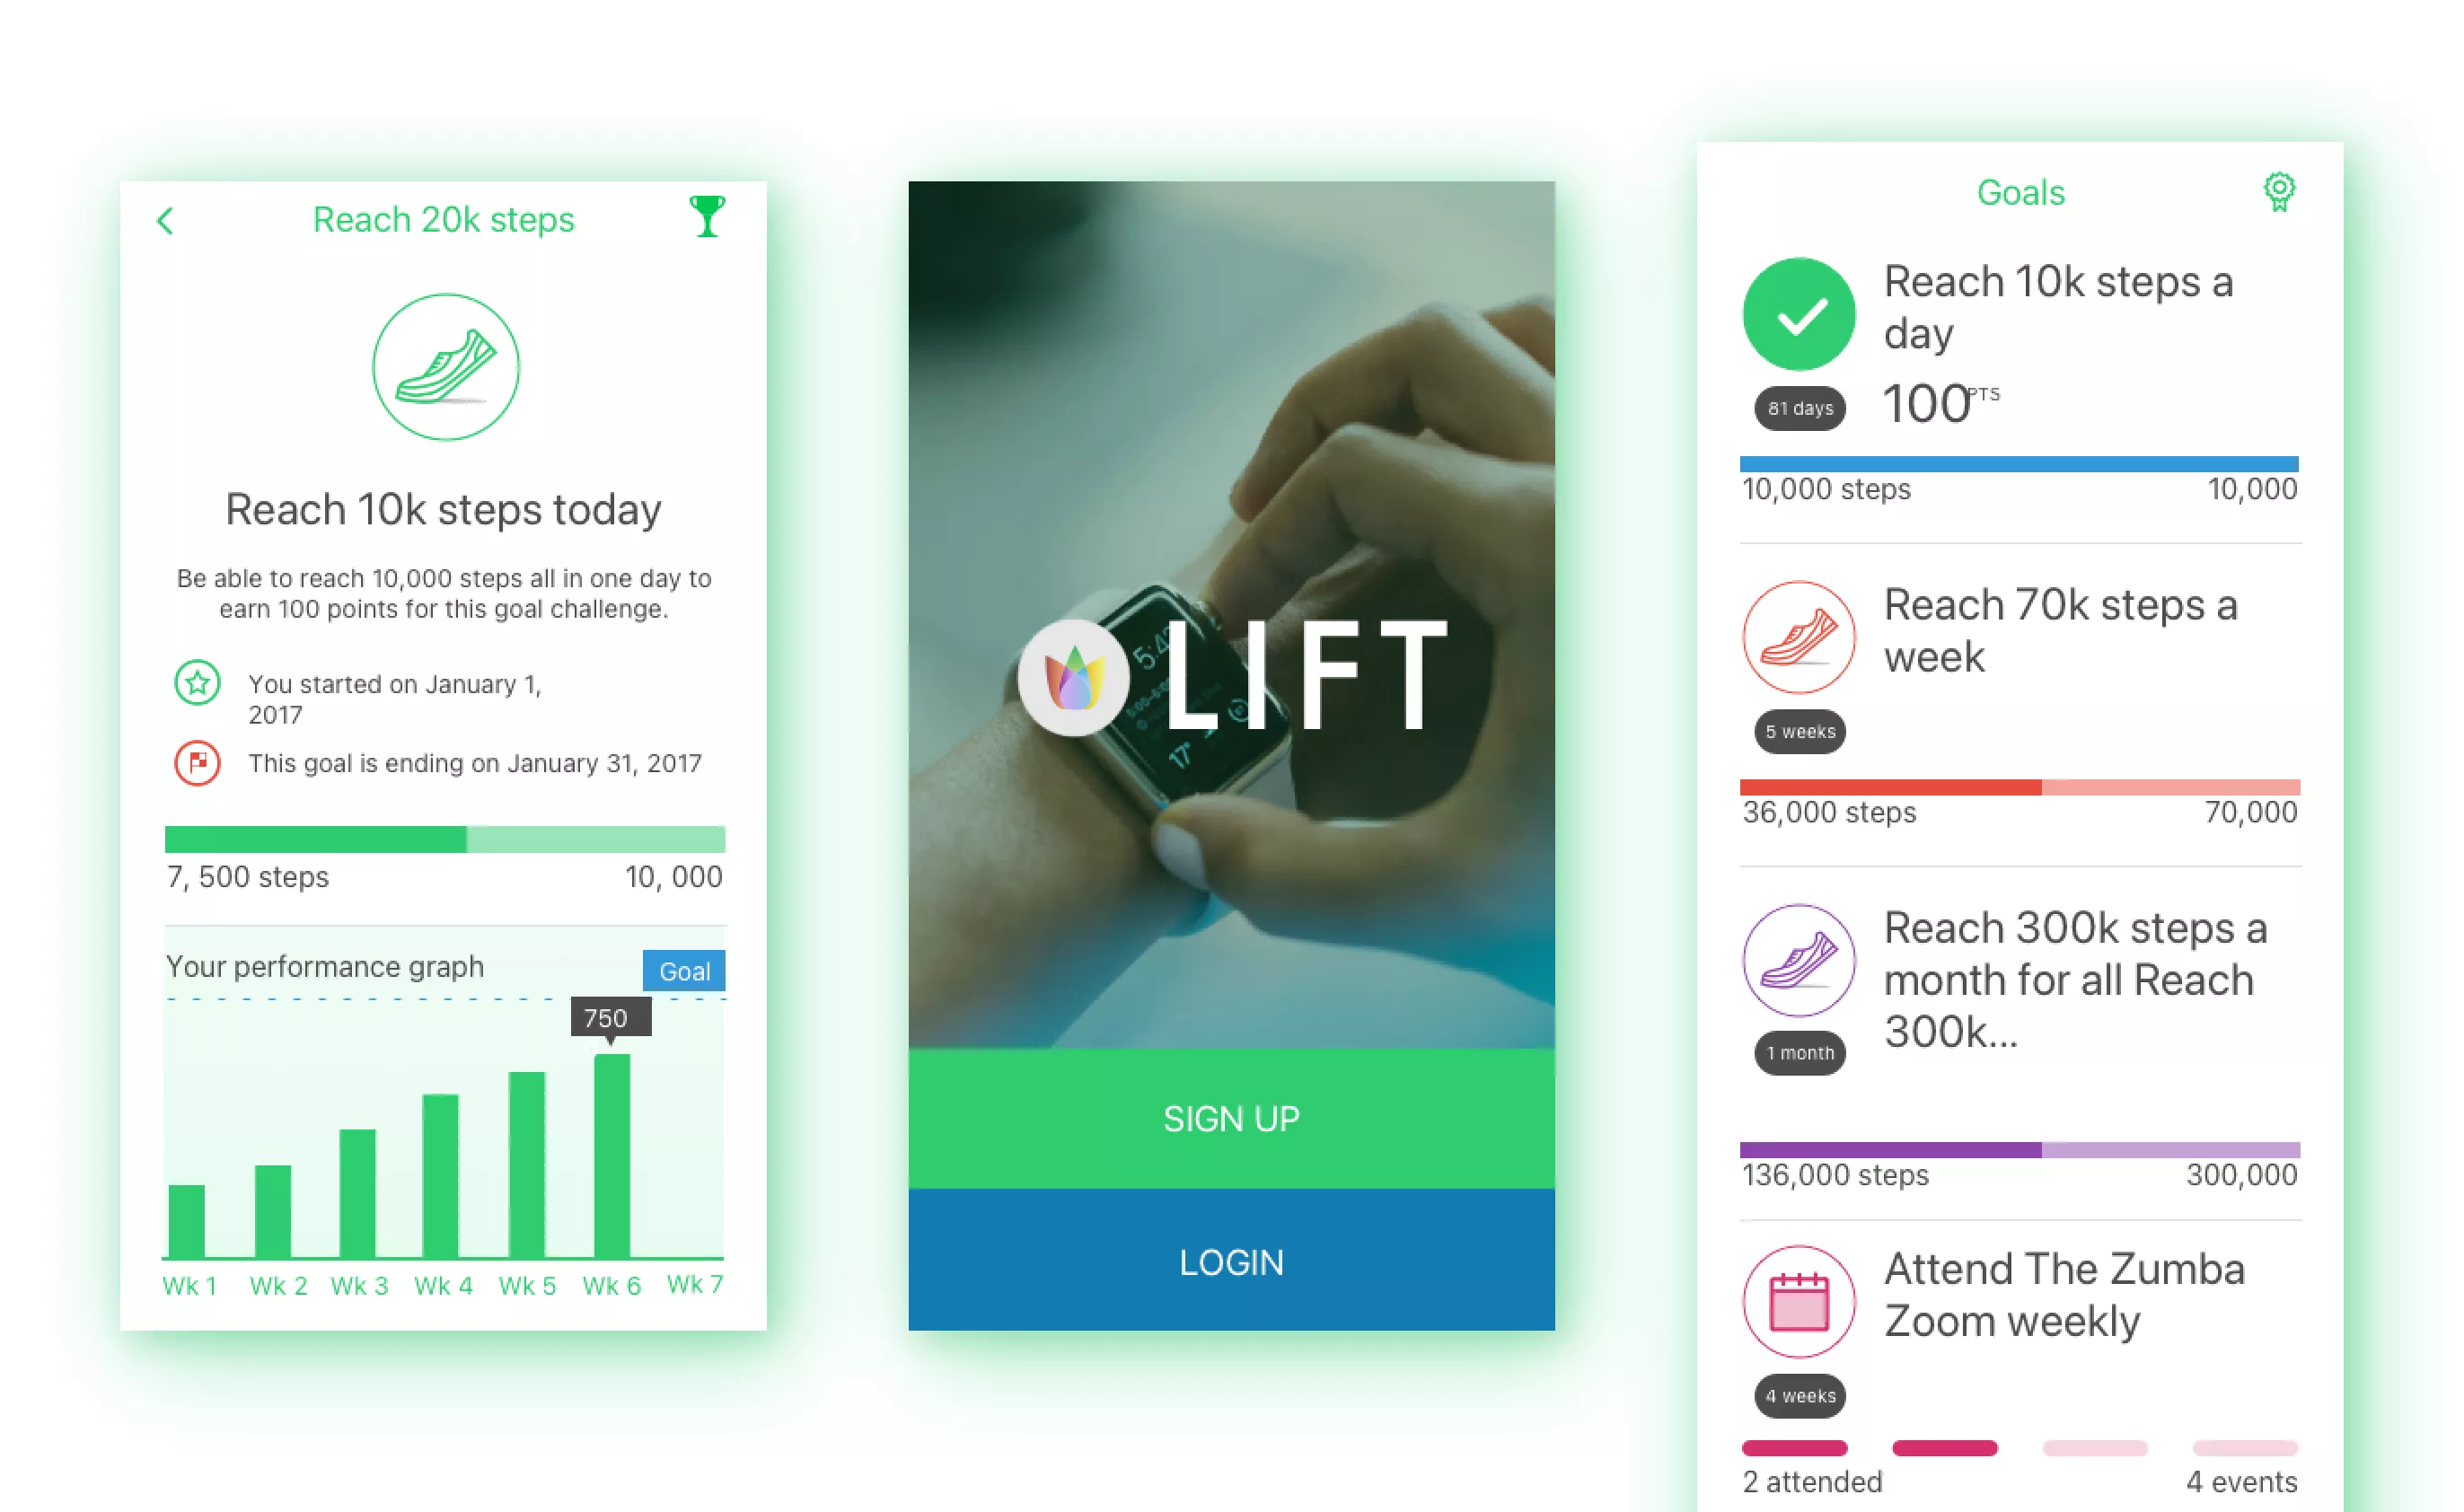 Reach 20k steps
Reach 10k steps today
Be able to reach 10,000 steps all in one day to
earn 100 points for this goal challenge.
You started on January 1,
2017
This goal is ending on January 31, 2017
7, 500 steps
10, 000
Your performance graph
Goal
750
Wk 1
Wk 2
Wk 3
Wk 4
Wk 5
Wk 6
Wk 7
LIFT
17°
SIGN UP
LOGIN
Goals
Reach 10k steps a
day
81 days
100PTS
10,000 steps
10,000
Reach 70k steps a
week
5 weeks
36,000 steps
70,000
Reach 300k steps a
month for all Reach
300k...
1 month
136,000 steps
300,000
Attend The Zumba
Zoom weekly
4 weeks
2 attended
4 events